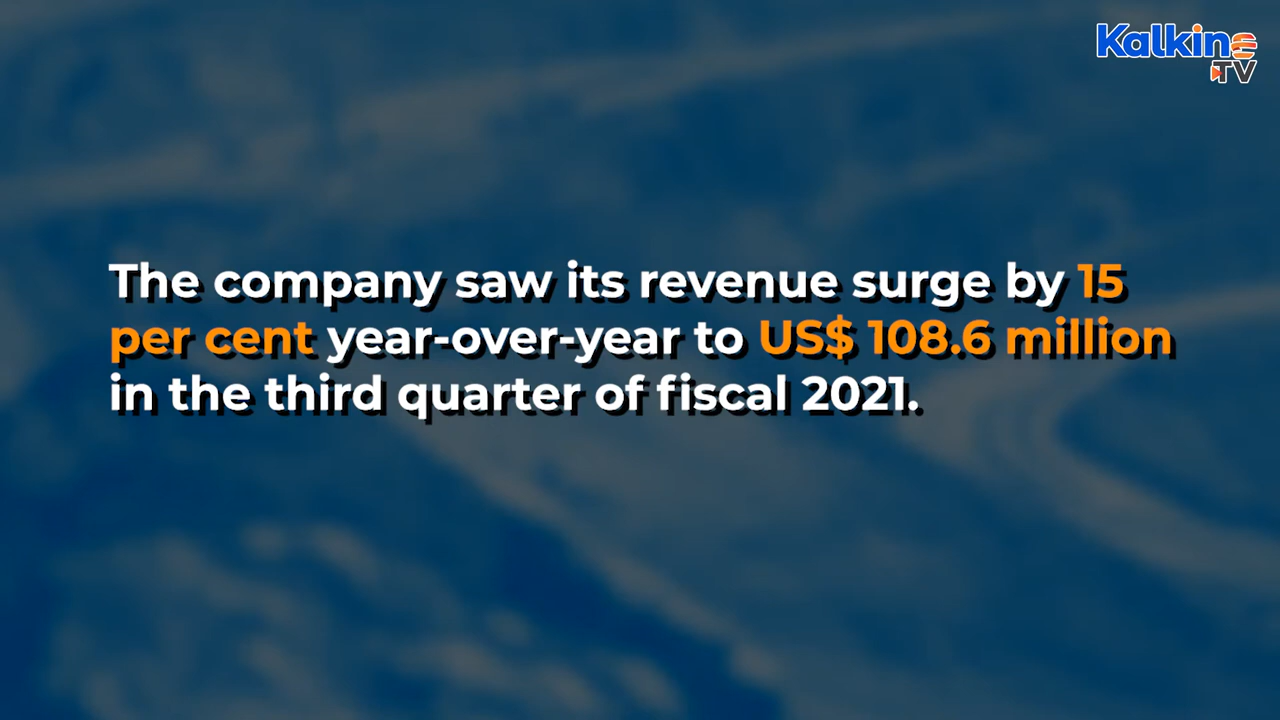 Kalkine
TV
The company saw its revenue surge by 15
per cent year-over-year to US$ 108.6 million
in the third quarter of fiscal 2021.